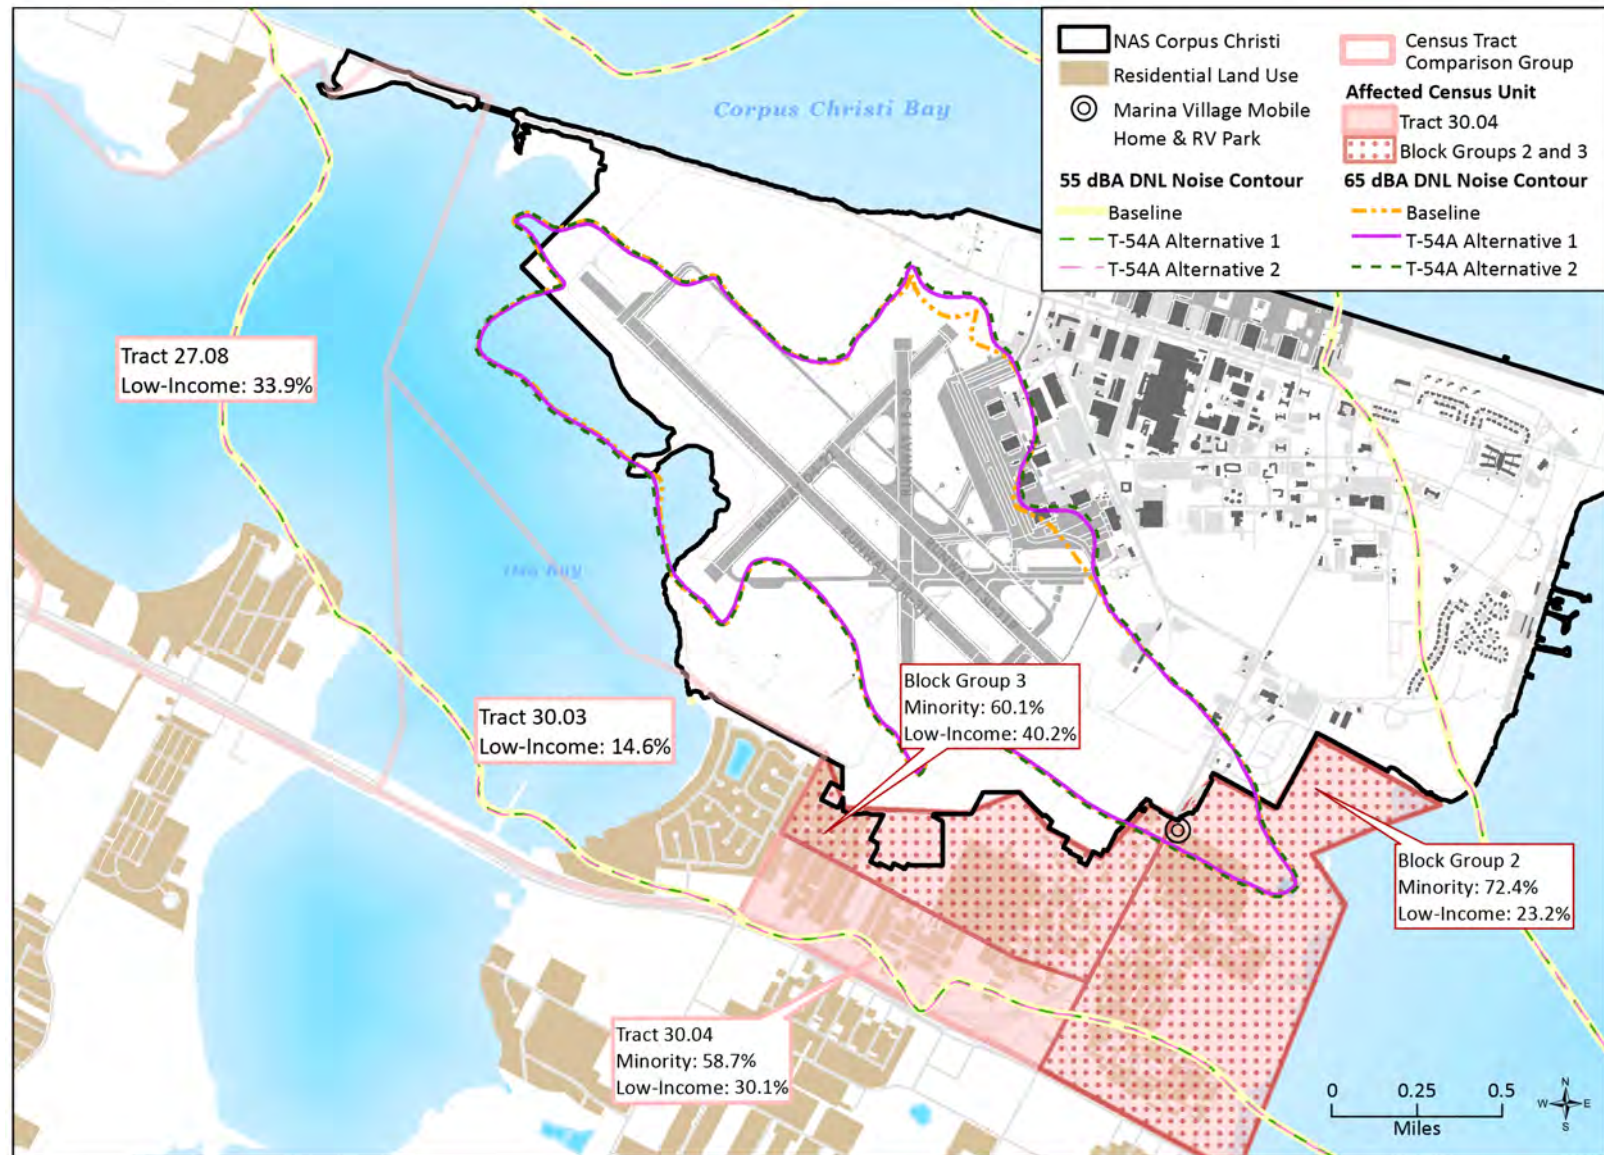 NAS Corpus Christi
Residential Land Use
Marina Village Mobile
Home & RV Park
Census Tract
Comparison Group
Affected Census Unit
Tract 30.04
Block Groups 2 and 3
55 dBA DNL Noise Contour
Baseline
T-54A Alternative 1
T-54A Alternative 2
65 dBA DNL Noise Contour
Baseline
T-54A Alternative 1
T-54A Alternative 2
Corpus Christi Bay
Tract 27.08
Low-Income: 33.9%
RUNWAY 18-36
Tract 30.03
Low-Income: 14.6%
Block Group 3
Minority: 60.1%
Low-Income: 40.2%
Block Group 2
Minority: 72.4%
Low-Income: 23.2%
Tract 30.04
Minority: 58.7%
Low-Income: 30.1%
0 0.25 0.5
Miles
N
W E
S